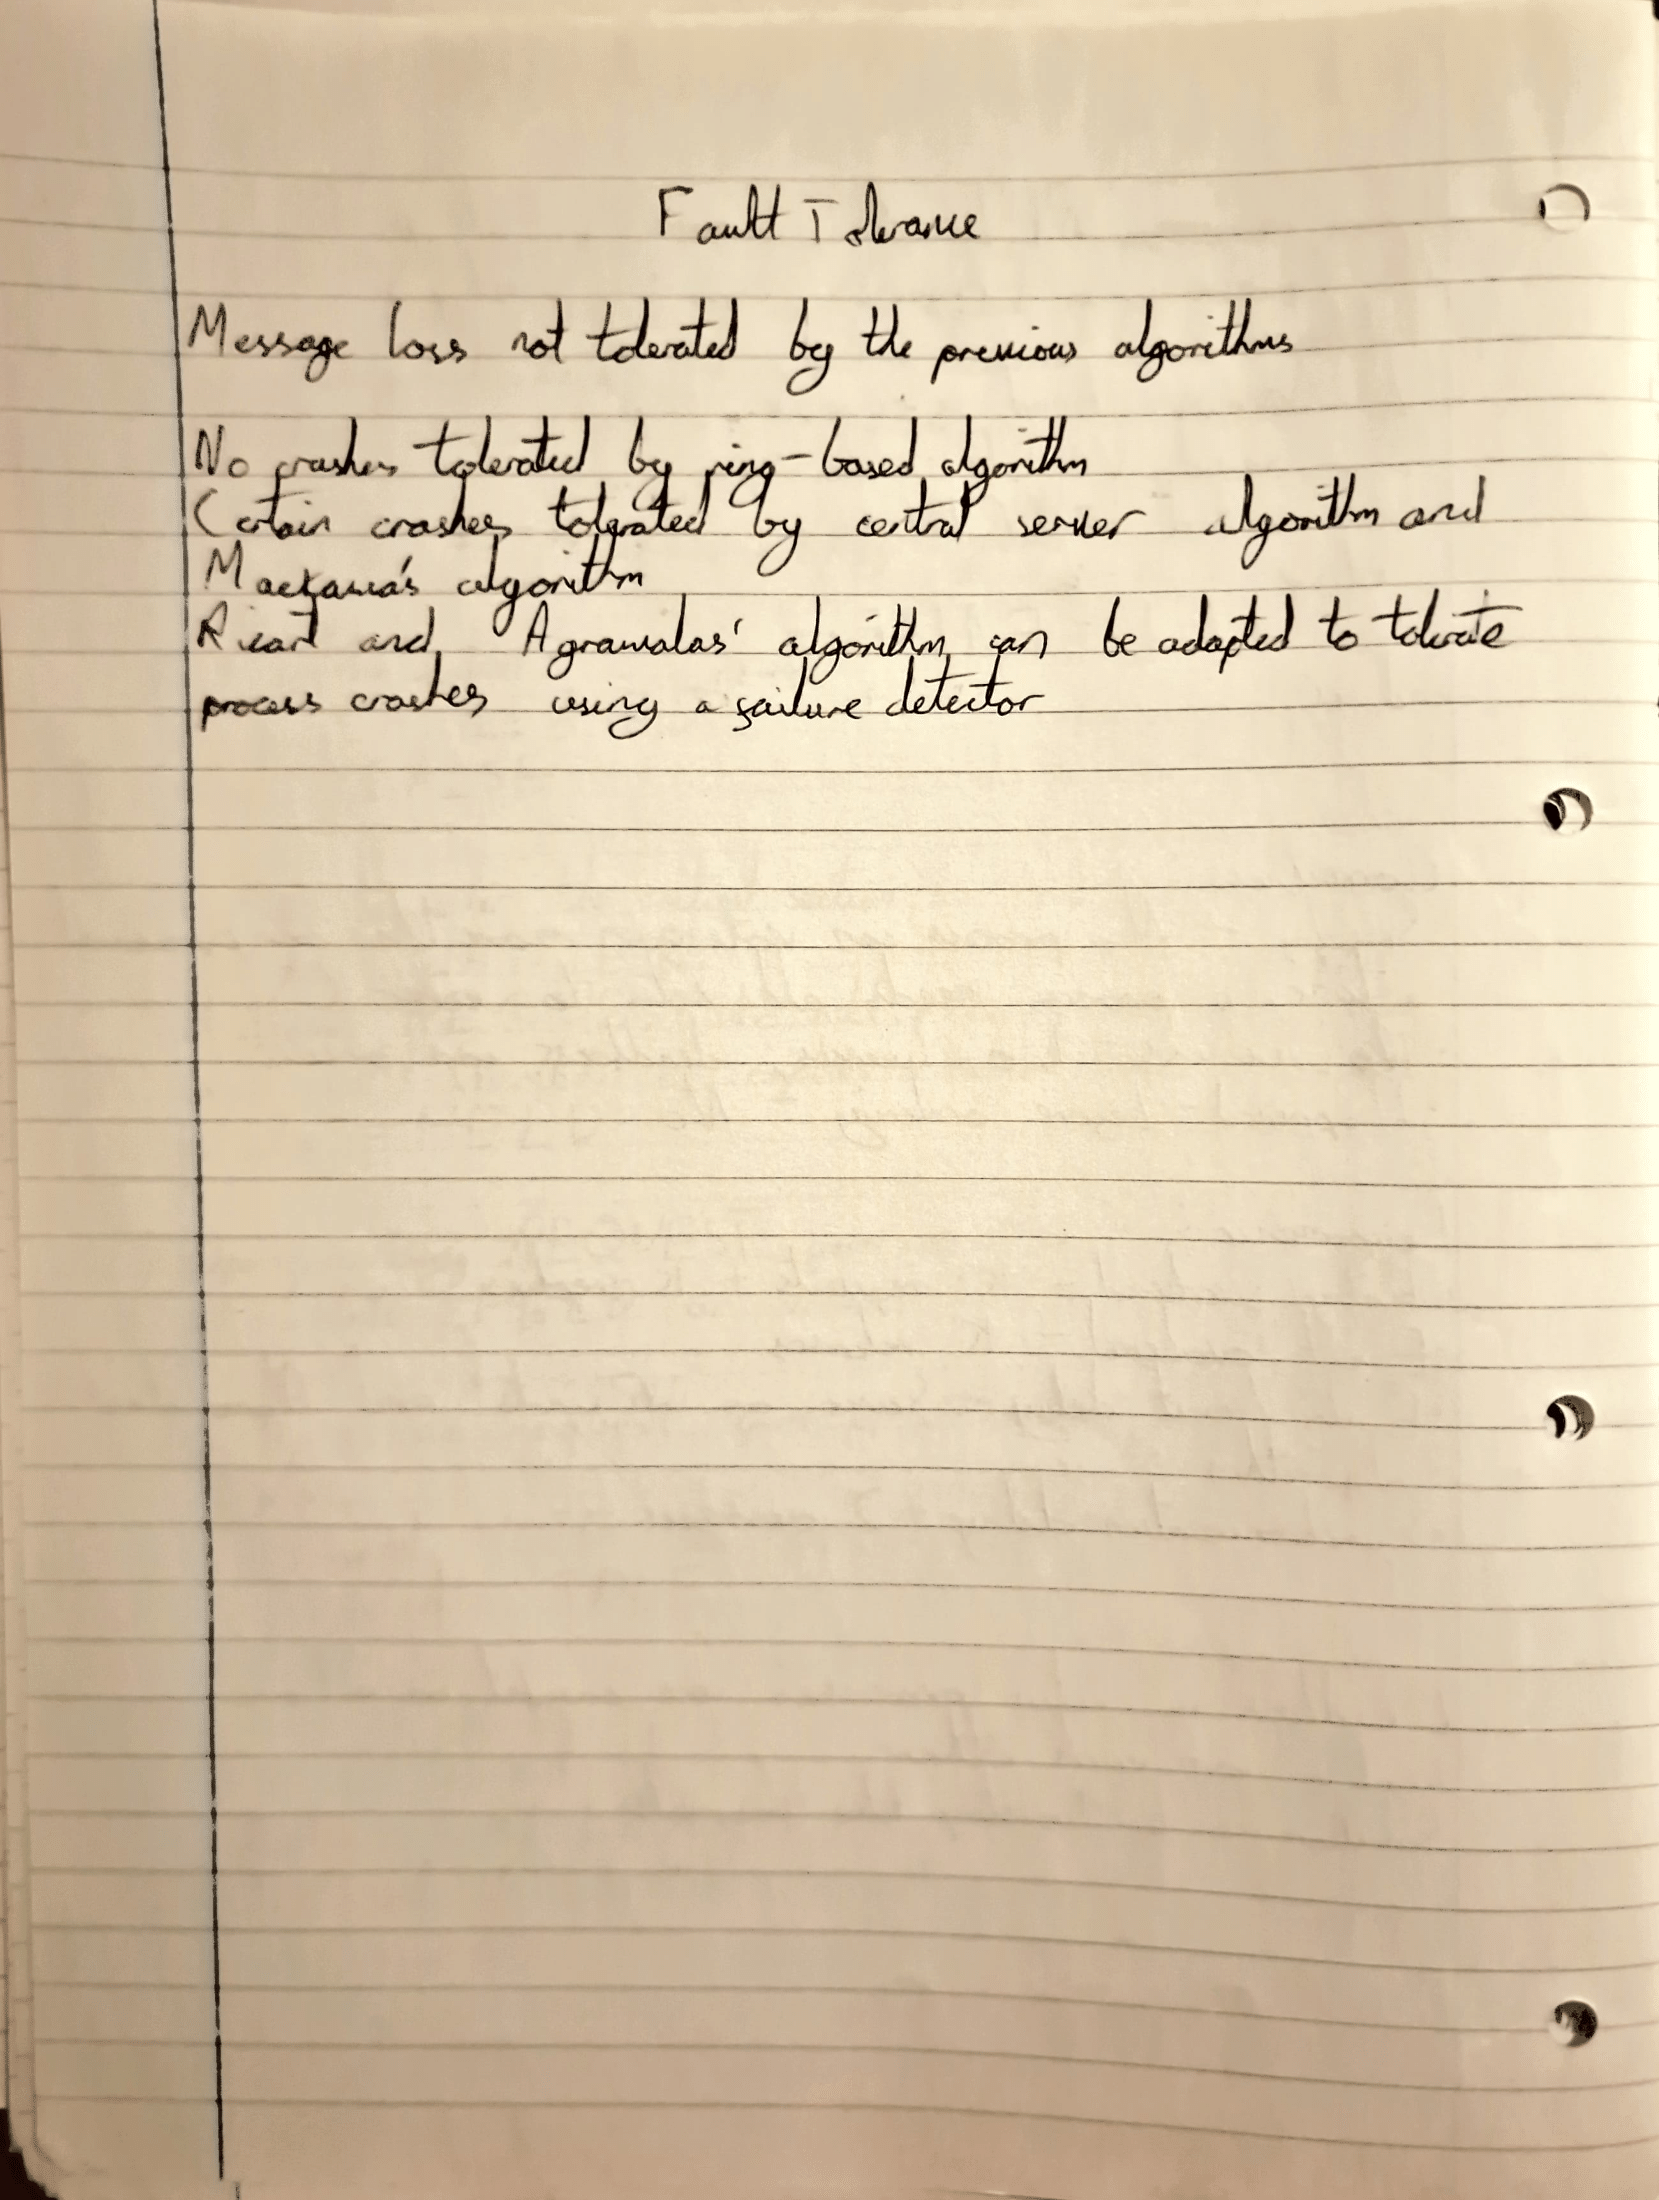 Fault Tolerance
Message loss not tolerated by the previous algorithms
No crashes tolerated by ring-based algorithm
Certain crashes tolerated by central server algorithm and
algorithm
Ricart and Agrawalas' algorithm can be adapted to tolerate
process crashes using a failure detector